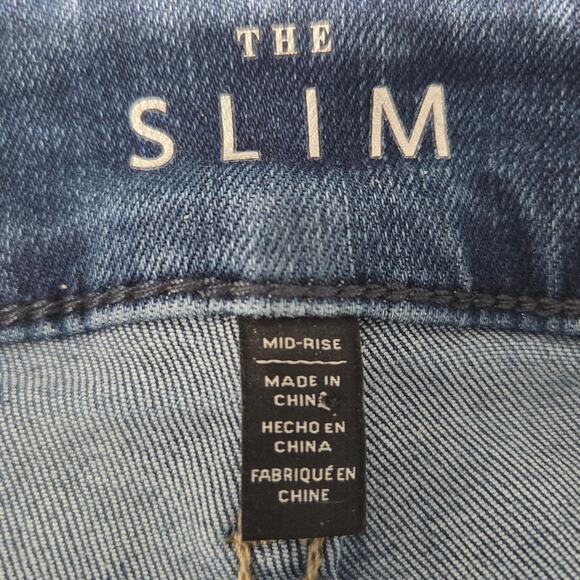 THE
SLIM
MID-RISE
MADE IN
CHINA
HECHO EN
CHINA
FABRIQUÉ EN
CHINE